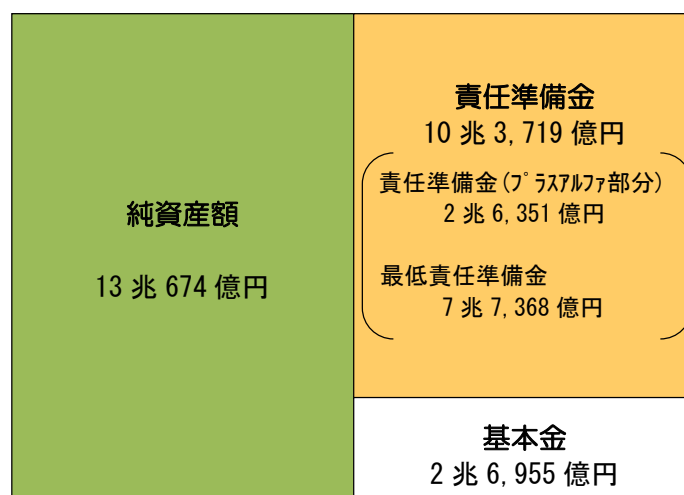 純資産額
13 兆 674 億円
責任準備金
10 兆 3,719 億円
責任準備金(ﾌﾟﾗｽｱﾙﾌｧ部分)
2 兆 6,351 億円
最低責任準備金
7 兆 7,368 億円
基本金
2 兆 6,955 億円